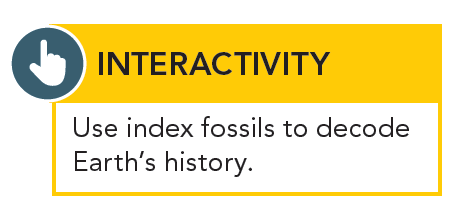 INTERACTIVITY
Use index fossils to decode
Earth’s history.